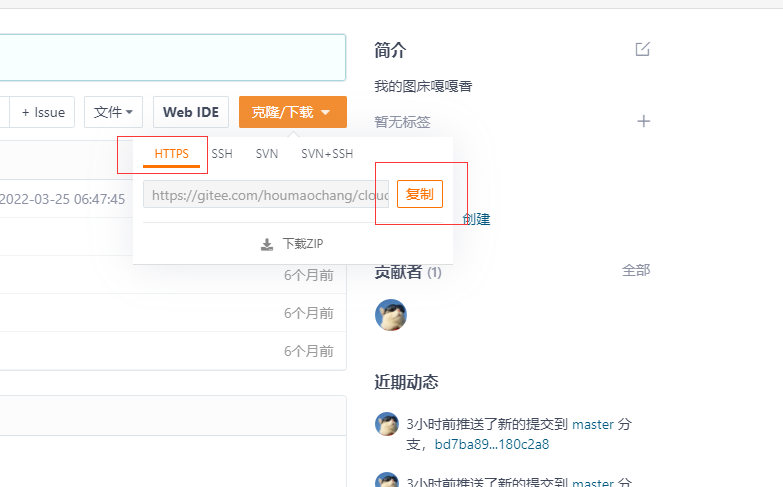 简介
我的图床嘎嘎香
+ Issue
文件
Web IDE
克隆/下载
暂无标签
HTTPS
SSH
SVN
SVN+SSH
2022-03-25 06:47:45
https://gitee.com/houmaochang/cloud
复制
创建
下载ZIP
6个月前
贡献者 (1)
全部
6个月前
6个月前
近期动态
3小时前推送了新的提交到 master 分
支，bd7ba89...180c2a8
3小时前推送了新的提交到 master 分